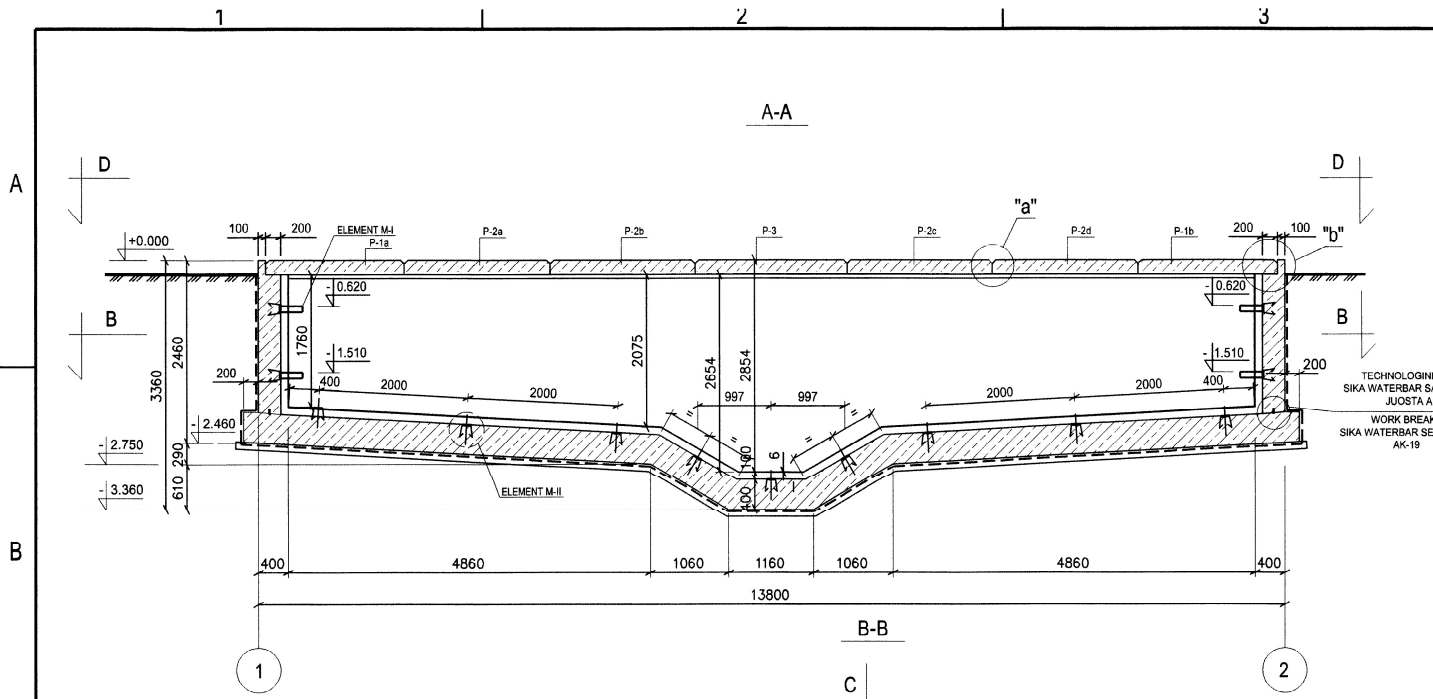 1 2 3
A-A
A
D D
"a"
100 200 ELEMENT M-I P-1a P-2a P-2b P-3 P-2c P-2d P-1b 200 100 "b"
+0.000
- 0.620 - 0.620
B B
3360 2460 1760 2075 2654 2854
- 1.510 - 1.510
200 400 2000 2000 997 997 2000 2000 400 200
SIKA WATERBAR
JUOSTA
WORK BREAK
SIKA WATERBAR
AK-19
= = = =
- 2.460
- 2.750 290 100 6
- 3.360 610 400
ELEMENT M-II
B
400 4860 1060 1160 1060 4860 400
13800
B-B
1 2
C